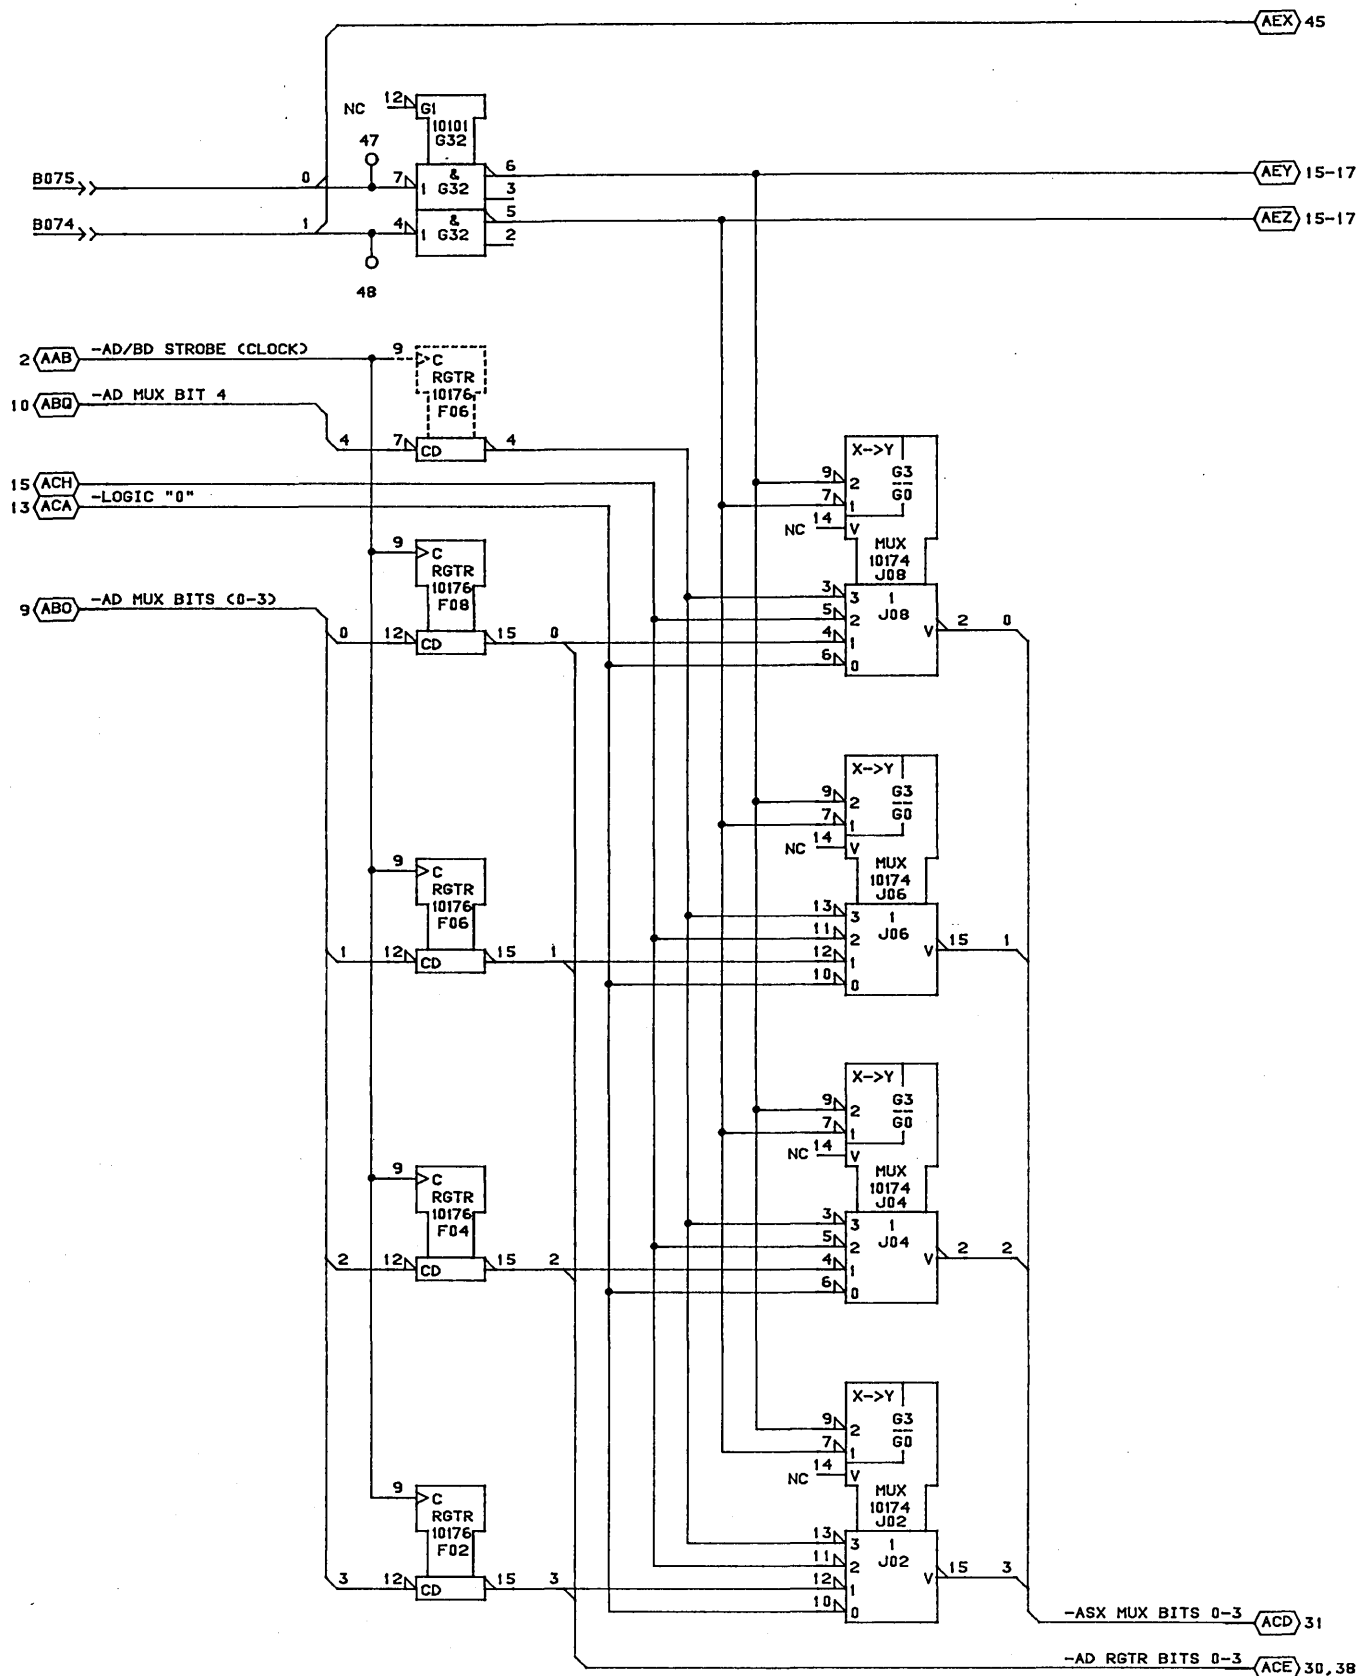 AEX 45
NC 12 G1
10101
G32
47
B075 0 7 1 & G32 6 3 AEY 15-17
B074 1 4 1 & G32 5 2 AEZ 15-17
48
2 AAB -AD/BD STROBE (CLOCK) 9 C
RGTR
10176
F06
10 ABQ -AD MUX BIT 4
4 7 CD 4
15 ACH
13 ACA -LOGIC "0"
X->Y
9 2 G3
7 1 G0
NC 14 V
MUX
10174
J08
9 C
RGTR
10176
F08
9 ABO -AD MUX BITS (0-3)
0 12 CD 15 0
3 3 1
5 2 J08
4 1 V 2 0
6 0
X->Y
9 2 G3
7 1 G0
NC 14 V
MUX
10174
J06
9 C
RGTR
10176
F06
1 12 CD 15 1
13 3 1
11 2 J06
12 1 V 15 1
10 0
X->Y
9 2 G3
7 1 G0
NC 14 V
MUX
10174
J04
9 C
RGTR
10176
F04
2 12 CD 15 2
3 3 1
5 2 J04
4 1 V 2 2
6 0
X->Y
9 2 G3
7 1 G0
NC 14 V
MUX
10174
J02
9 C
RGTR
10176
F02
3 12 CD 15 3
13 3 1
11 2 J02
12 1 V 15 3
10 0
-ASX MUX BITS 0-3 ACD 31
-AD RGTR BITS 0-3 ACE 30,38